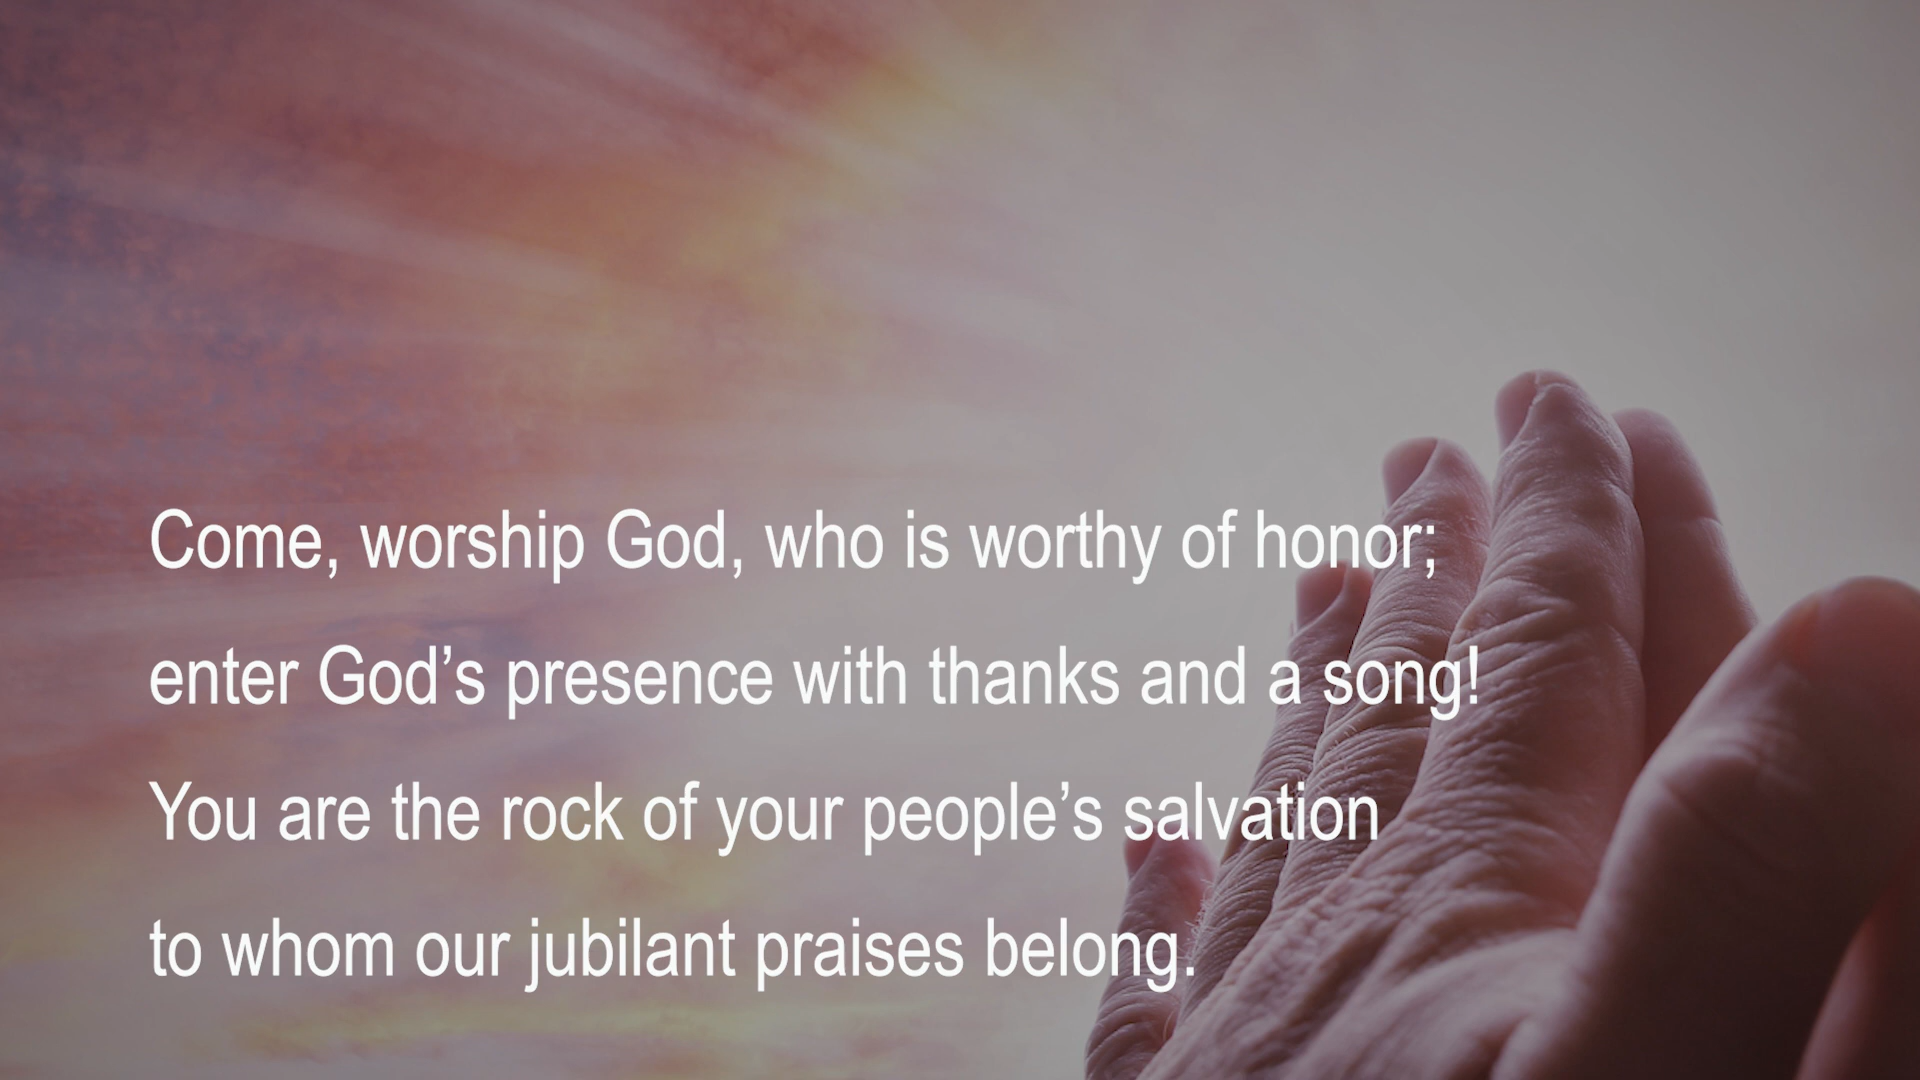 Come, worship God, who is worthy of honor;
enter God’s presence with thanks and a song!
You are the rock of your people’s salvation
to whom our jubilant praises belong.